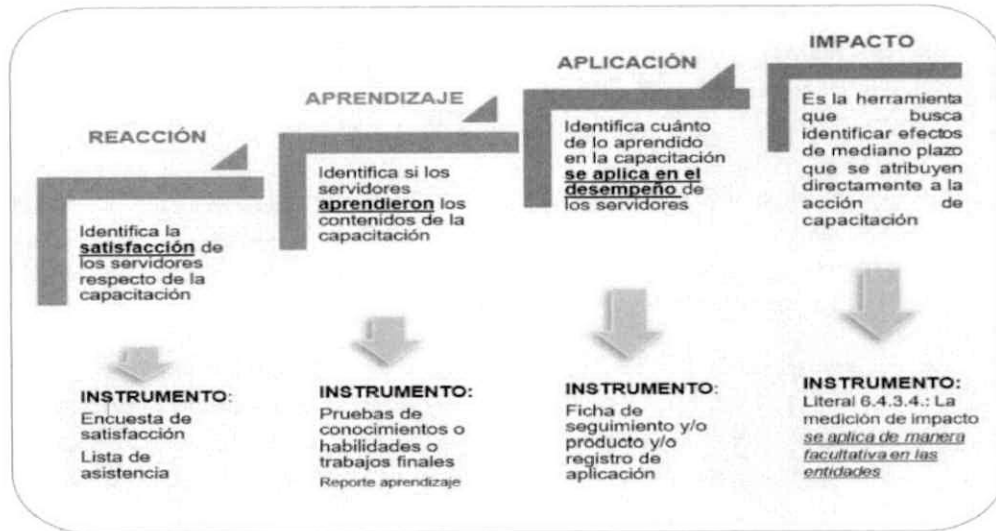 REACCIÓN
Identifica la
satisfacción de
los servidores
respecto de la
capacitación
INSTRUMENTO:
Encuesta de
satisfacción
Lista de
asistencia
APRENDIZAJE
Identifica si los
servidores
aprendieron los
contenidos de la
capacitación
INSTRUMENTO:
Pruebas de
conocimientos o
habilidades o
trabajos finales
Reporte aprendizaje
APLICACIÓN
Identifica cuánto
de lo aprendido
en la capacitación
se aplica en el
desempeño de
los servidores
INSTRUMENTO:
Ficha de
seguimiento y/o
producto y/o
registro de
aplicación
IMPACTO
Es la herramienta
que busca
identificar efectos
de mediano plazo
que se atribuyen
directamente a la
acción de
capacitación
INSTRUMENTO:
Literal 6.4.3.4.: La
medición de impacto
se aplica de manera
facultativa en las
entidades